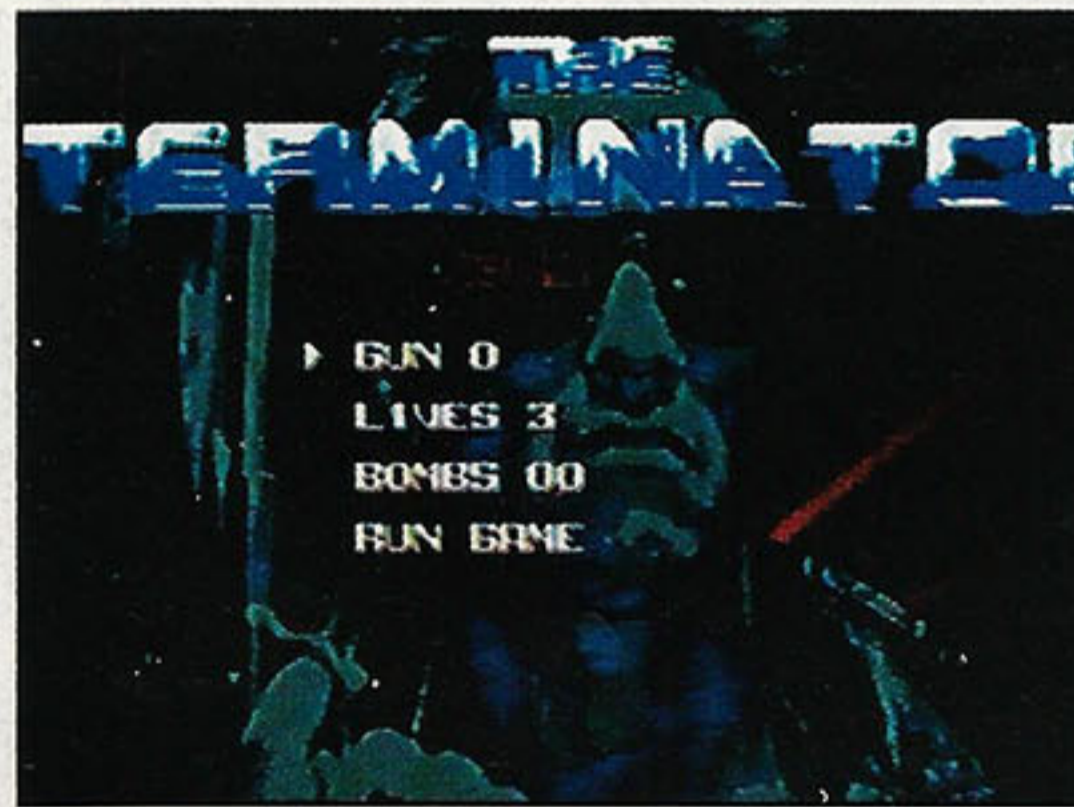 THE
TERMINATOR
GUN 0
LIVES 3
BOMBS 00
RUN GAME